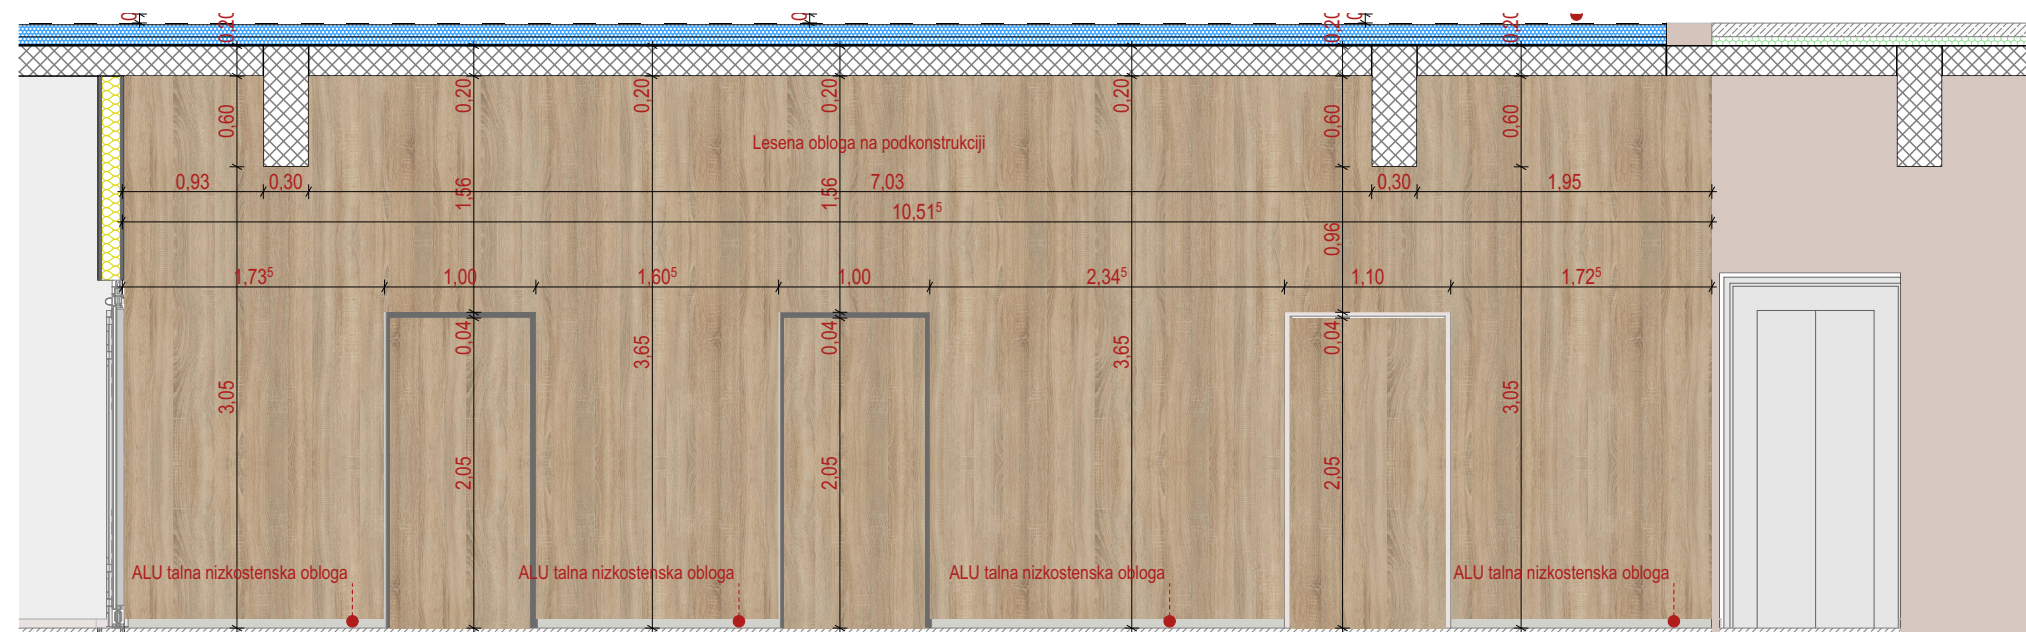 0,20 0,20 0,20
0,20 0,20 0,20 0,20
0,60 0,60 0,60
Lesena obloga na podkonstrukciji
0,93 0,30 7,03 0,30 1,95
1,56 1,56
10,51⁵
0,96
1,73⁵ 1,00 1,60⁵ 1,00 2,34⁵ 1,10 1,72⁵
0,04 3,65 0,04 3,65 0,04
3,05 3,05
2,05 2,05 2,05
ALU talna nizkostenska obloga ALU talna nizkostenska obloga ALU talna nizkostenska obloga ALU talna nizkostenska obloga